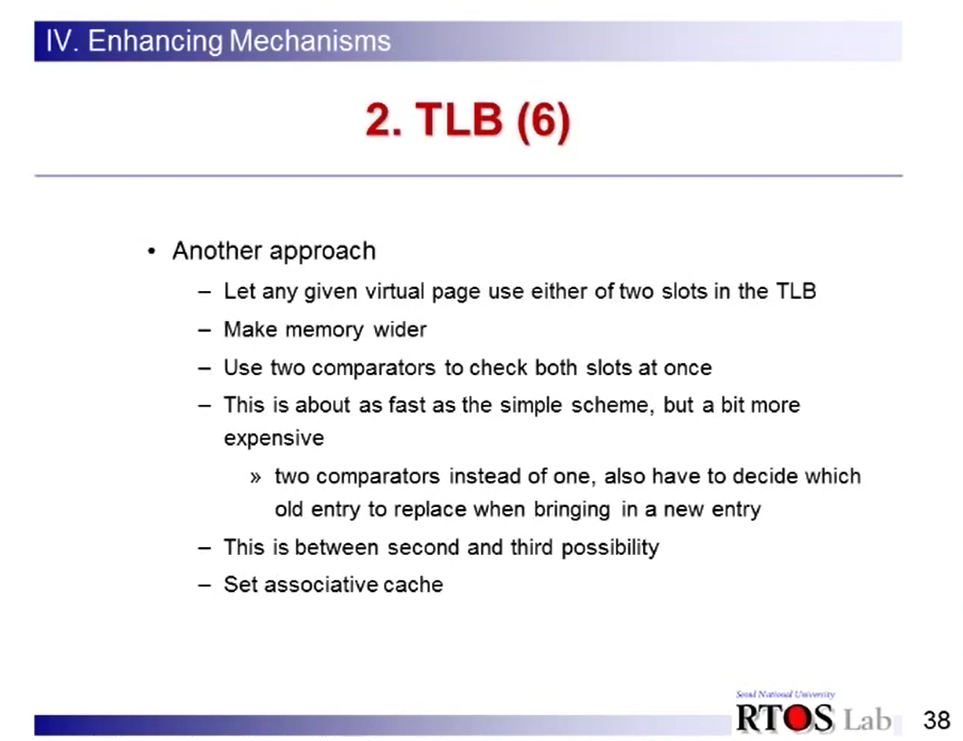 IV. Enhancing Mechanisms
2. TLB (6)
• Another approach
– Let any given virtual page use either of two slots in the TLB
– Make memory wider
– Use two comparators to check both slots at once
– This is about as fast as the simple scheme, but a bit more
expensive
» two comparators instead of one, also have to decide which
old entry to replace when bringing in a new entry
– This is between second and third possibility
– Set associative cache
Seoul National University
RTOS Lab
38